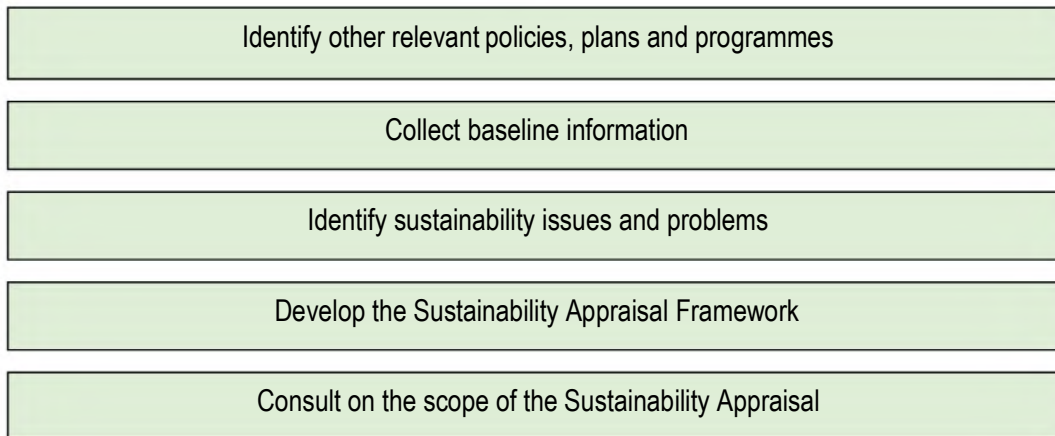 Identify other relevant policies, plans and programmes
Collect baseline information
Identify sustainability issues and problems
Develop the Sustainability Appraisal Framework
Consult on the scope of the Sustainability Appraisal